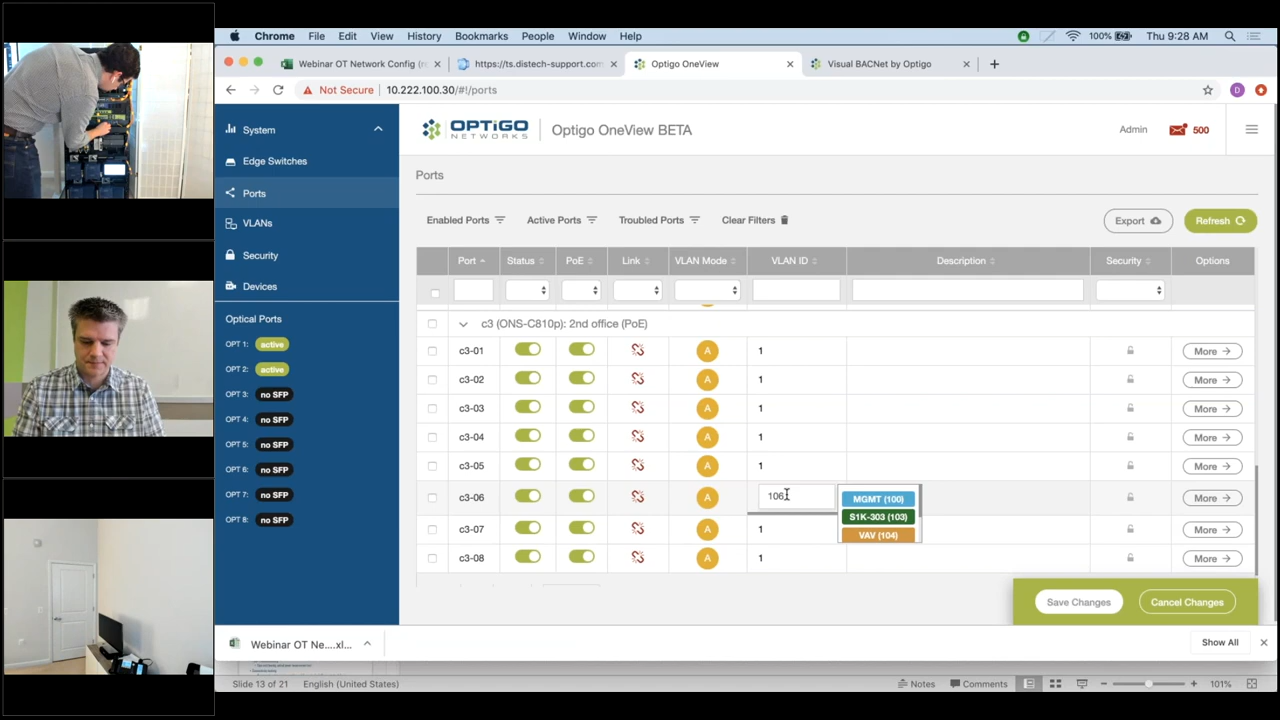 Chrome File Edit View History Bookmarks People Window Help 100% Thu 9:28 AM
Webinar OT Network Config (r https://ts.distech-support.com Optigo OneView Visual BACNet by Optigo
Not Secure 10.222.100.30/#!/ports D
System OPTIGO NETWORKS Optigo OneView BETA Admin 500
Edge Switches
Ports
VLANs
Security
Devices
Optical Ports
OPT 1: active
OPT 2: active
OPT 3: no SFP
OPT 4: no SFP
OPT 5: no SFP
OPT 6: no SFP
OPT 7: no SFP
OPT 8: no SFP
Ports
Enabled Ports Active Ports Troubled Ports Clear Filters Export Refresh
Port Status PoE Link VLAN Mode VLAN ID Description Security Options
c3 (ONS-C810p): 2nd office (PoE)
c3-01 A 1 More →
c3-02 A 1 More →
c3-03 A 1 More →
c3-04 A 1 More →
c3-05 A 1 More →
c3-06 A 106 MGMT (100) More →
S1K-303 (103)
VAV (104)
c3-07 A 1 More →
c3-08 A 1 More →
Save Changes Cancel Changes
Webinar OT Ne....xl... Show All
Slide 13 of 21 English (United States) Notes Comments 101%